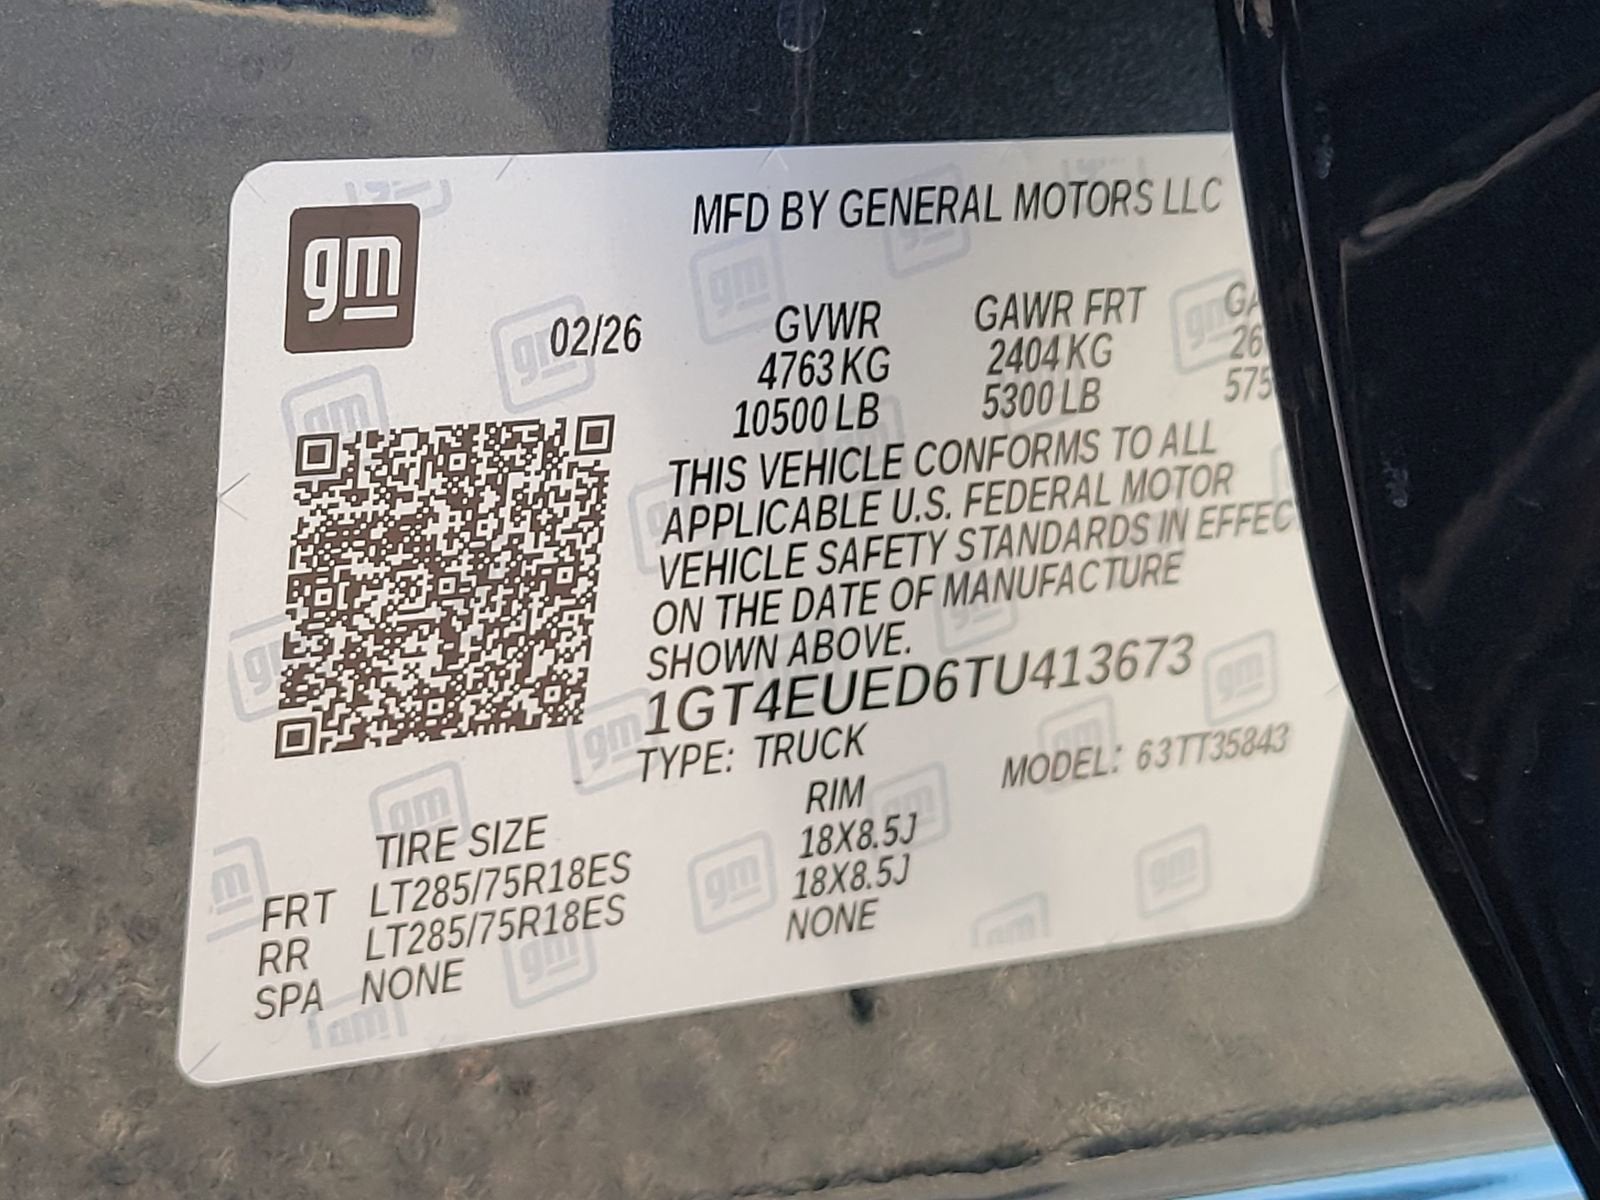 gm
MFD BY GENERAL MOTORS LLC
02/26
GVWR GAWR FRT
4763 KG 2404 KG
10500 LB 5300 LB
THIS VEHICLE CONFORMS TO ALL
APPLICABLE U.S. FEDERAL MOTOR
VEHICLE SAFETY STANDARDS IN EFFEC
ON THE DATE OF MANUFACTURE
SHOWN ABOVE.
1GT4EUED6TU413673
TYPE: TRUCK MODEL: 63TT35843
TIRE SIZE RIM
FRT LT285/75R18ES 18X8.5J
RR LT285/75R18ES 18X8.5J
SPA NONE NONE